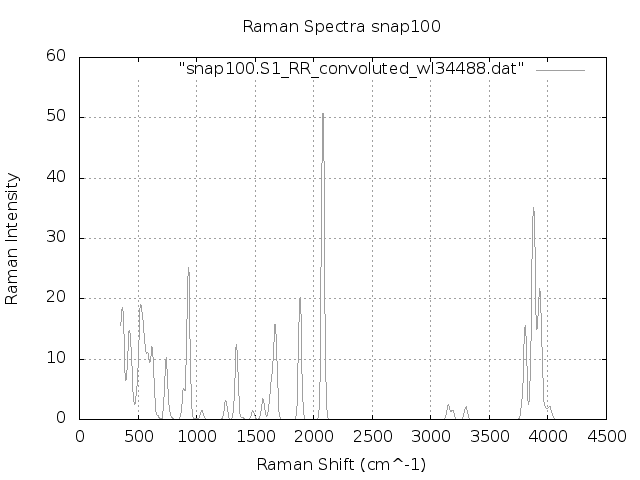 Raman Spectra snap100
"snap100.S1_RR_convoluted_wl34488.dat"
60
50
40
30
20
10
0
Raman Intensity
0 500 1000 1500 2000 2500 3000 3500 4000 4500
Raman Shift (cm^-1)